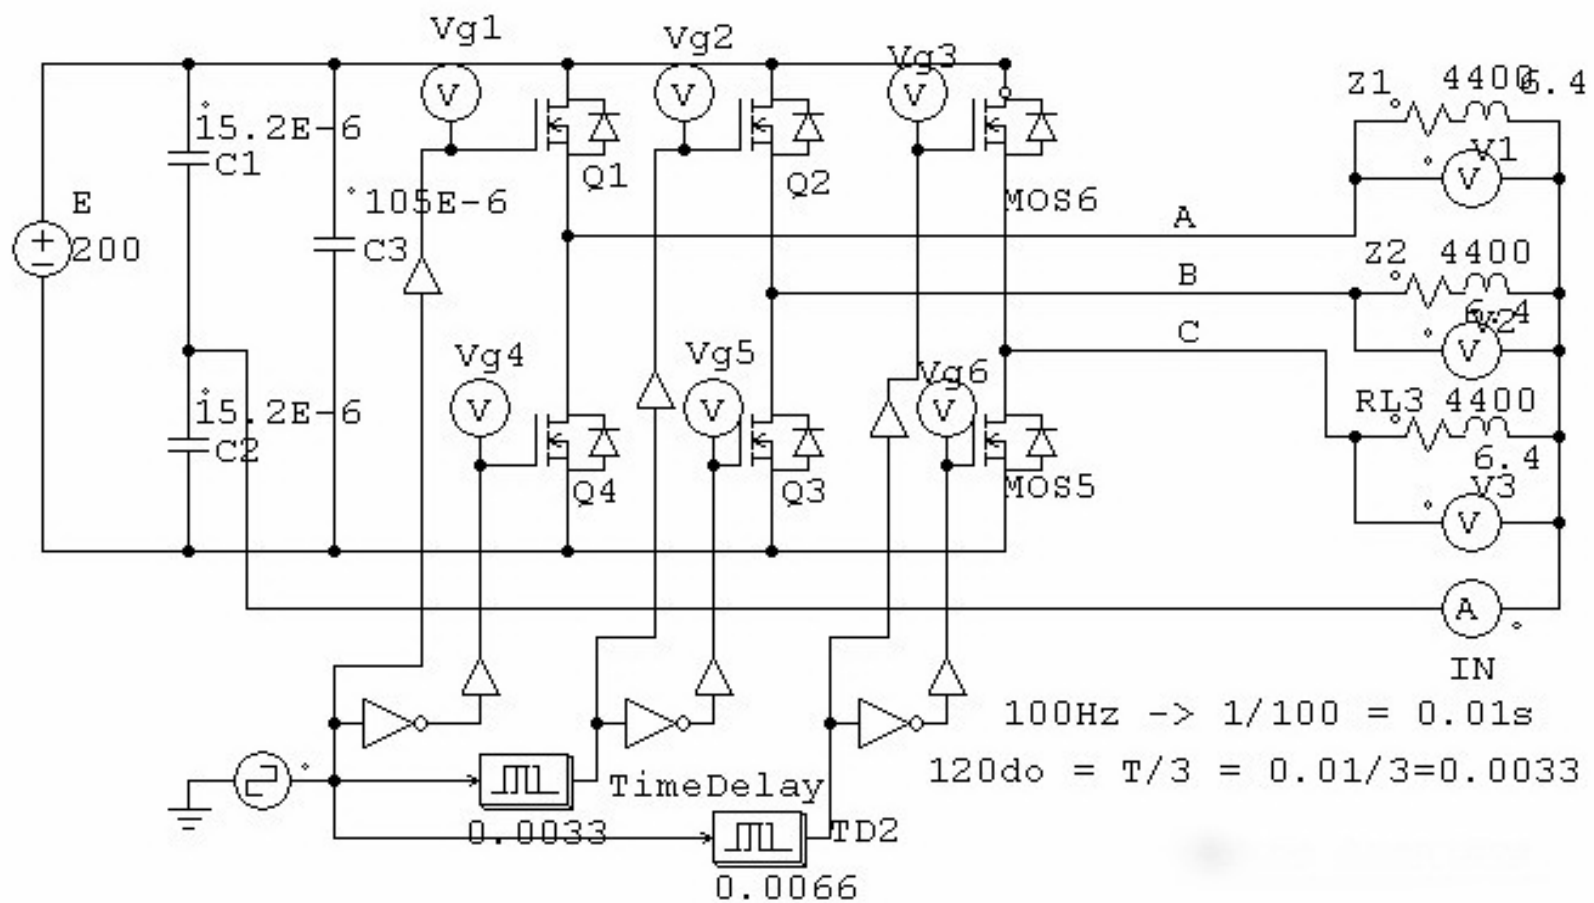 Vg1
Vg2
Vg3
Z1
4400
6.4
15.2E-6
C1
V1
V
V
V
V
Q1
Q2
MOS6
E
200
105E-6
C3
A
Z2
4400
B
6.4
V2
C
V
Vg4
Vg5
Vg6
V
V
V
15.2E-6
C2
RL3
4400
6.4
Q4
Q3
MOS5
V3
V
A
IN
100Hz -> 1/100 = 0.01s
120do = T/3 = 0.01/3=0.0033
TimeDelay
0.0033
TD2
0.0066